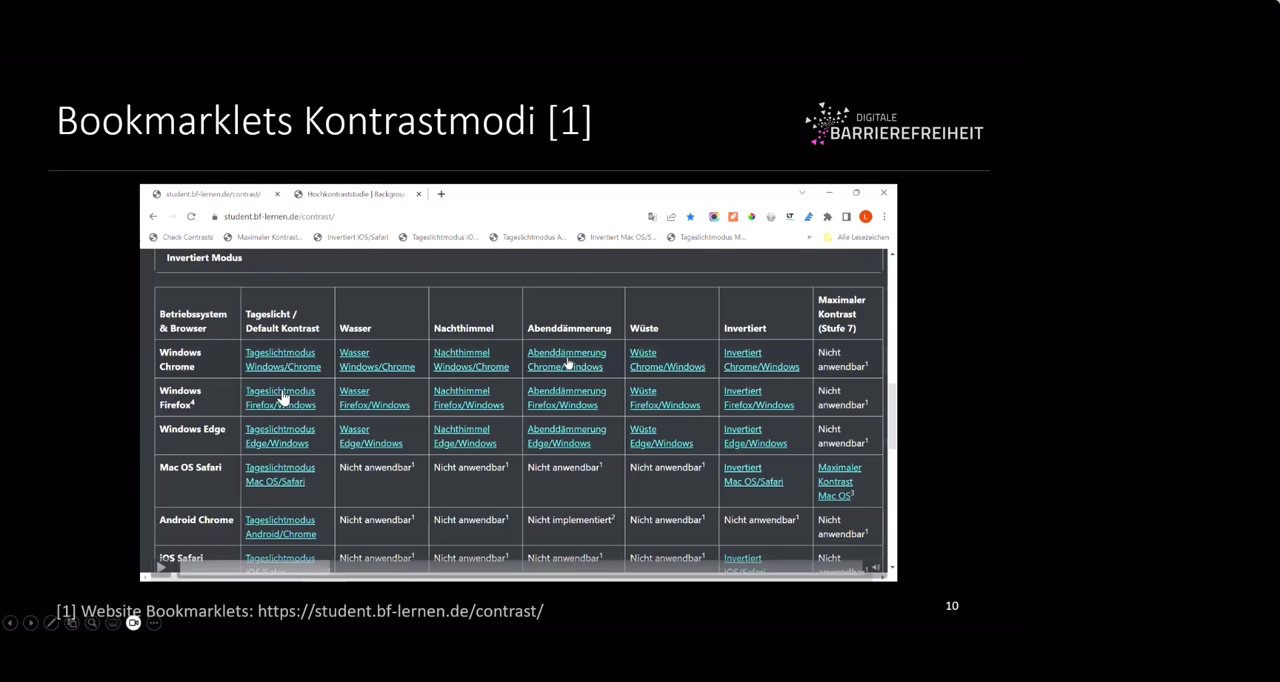 Bookmarklets Kontrastmodi [1]
DIGITALE
BARRIEREFREIHEIT
student.bf-lernen.de/contrast/
Hochkontraststudie | Backgroun
student.bf-lernen.de/contrast/
Check Contrasts
Maximaler Kontrast...
Invertiert iOS/Safari
Tageslichtmodus iO...
Tageslichtmodus A...
Invertiert Mac OS/S...
Tageslichtmodus M...
»
Alle Lesezeichen
Invertiert Modus
Betriebssystem
& Browser
Tageslicht /
Default Kontrast
Wasser
Nachthimmel
Abenddämmerung
Wüste
Invertiert
Maximaler
Kontrast
(Stufe 7)
Windows
Chrome
Tageslichtmodus
Windows/Chrome
Wasser
Windows/Chrome
Nachthimmel
Windows/Chrome
Abenddämmerung
Chrome/Windows
Wüste
Chrome/Windows
Invertiert
Chrome/Windows
Nicht
anwendbar¹
Windows
Firefox⁴
Tageslichtmodus
Firefox/Windows
Wasser
Firefox/Windows
Nachthimmel
Firefox/Windows
Abenddämmerung
Firefox/Windows
Wüste
Firefox/Windows
Invertiert
Firefox/Windows
Nicht
anwendbar¹
Windows Edge
Tageslichtmodus
Edge/Windows
Wasser
Edge/Windows
Nachthimmel
Edge/Windows
Abenddämmerung
Edge/Windows
Wüste
Edge/Windows
Invertiert
Edge/Windows
Nicht
anwendbar¹
Mac OS Safari
Tageslichtmodus
Mac OS/Safari
Nicht anwendbar¹
Nicht anwendbar¹
Nicht anwendbar¹
Nicht anwendbar¹
Invertiert
Mac OS/Safari
Maximaler
Kontrast
Mac OS³
Android Chrome
Tageslichtmodus
Android/Chrome
Nicht anwendbar¹
Nicht anwendbar¹
Nicht implementiert²
Nicht anwendbar¹
Nicht anwendbar¹
Nicht
anwendbar¹
iOS Safari
Tageslichtmodus
iOS/Safari
Nicht anwendbar¹
Nicht anwendbar¹
Nicht anwendbar¹
Nicht anwendbar¹
Invertiert
iOS/Safari
Nicht
anwendbar¹
[1] Website Bookmarklets: https://student.bf-lernen.de/contrast/
10